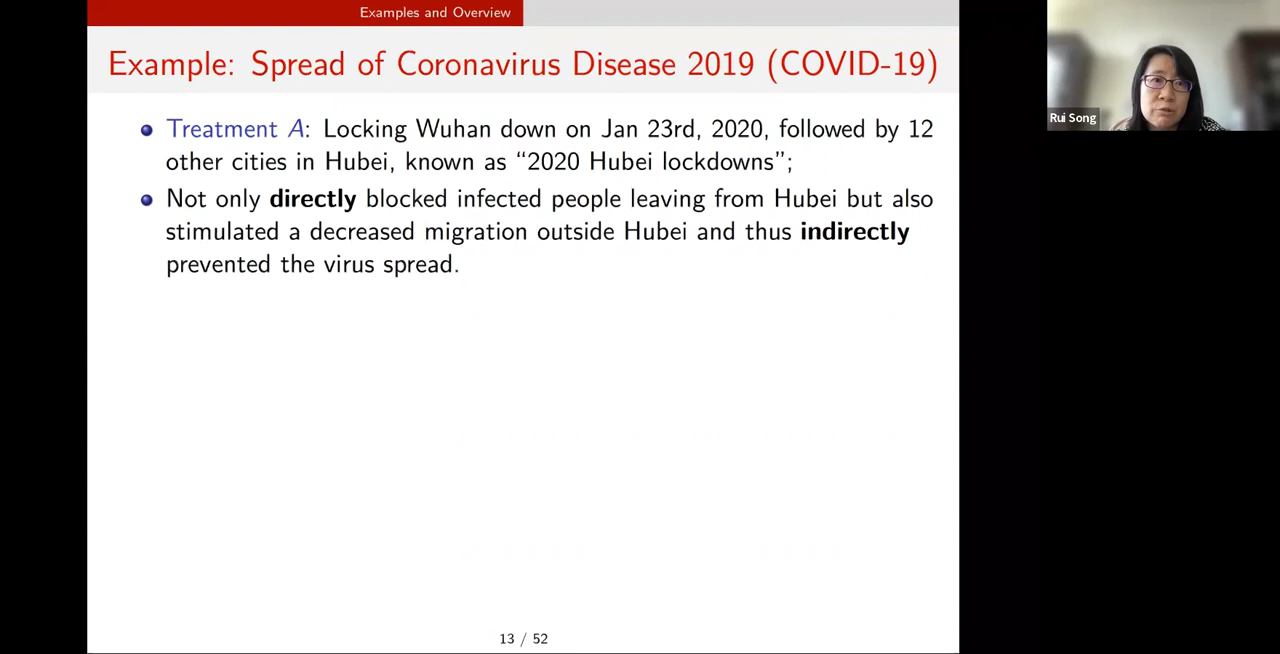 Examples and Overview
Example: Spread of Coronavirus Disease 2019 (COVID-19)
Treatment A: Locking Wuhan down on Jan 23rd, 2020, followed by 12
other cities in Hubei, known as “2020 Hubei lockdowns”;
Not only directly blocked infected people leaving from Hubei but also
stimulated a decreased migration outside Hubei and thus indirectly
prevented the virus spread.
13 / 52
Rui Song